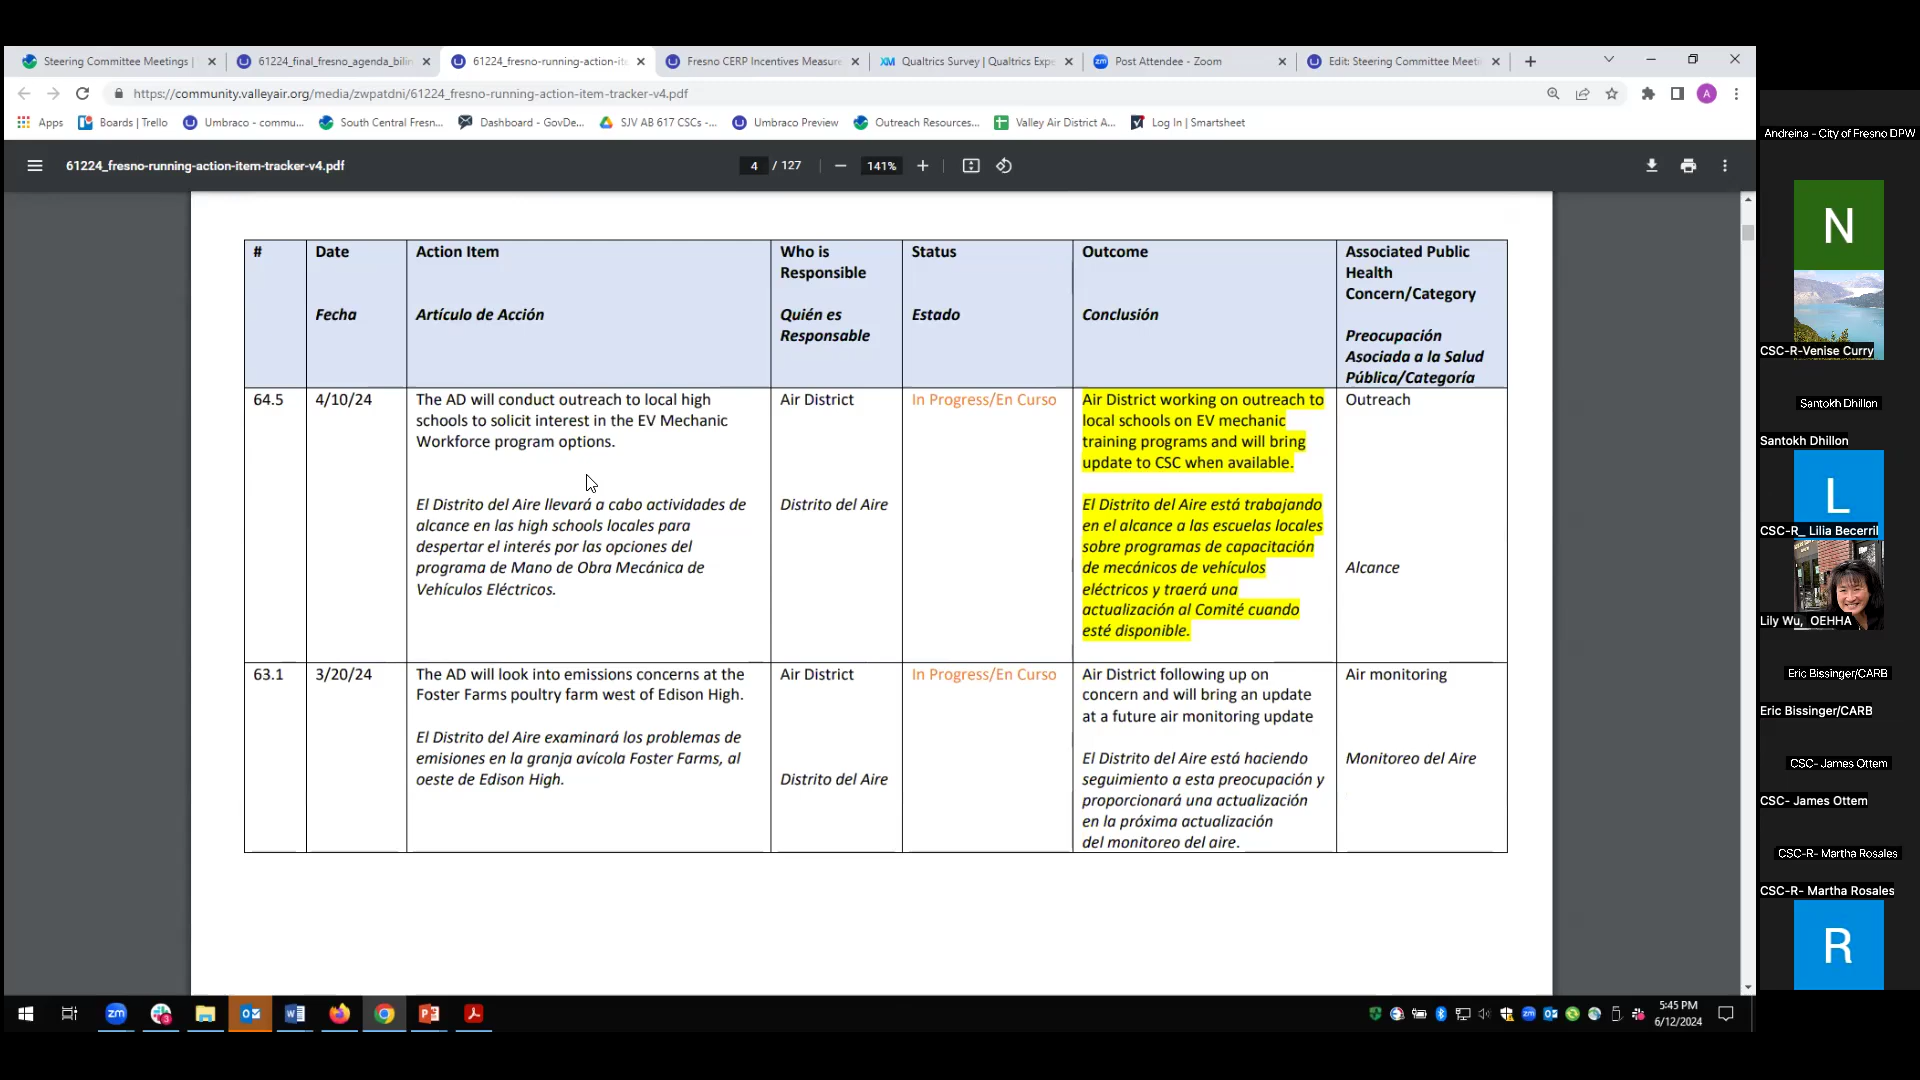 Steering Committee Meetings |
61224_final_fresno_agenda_bilin
61224_fresno-running-action-ite
Fresno CERP Incentives Measure
XM Qualtrics Survey | Qualtrics Expe
zm Post Attendee - Zoom
Edit: Steering Committee Meeti
https://community.valleyair.org/media/zwpatdni/61224_fresno-running-action-item-tracker-v4.pdf
A
Apps
Boards | Trello
Umbraco - commu...
South Central Fresn...
Dashboard - GovDe...
SJV AB 617 CSCs -...
Umbraco Preview
Outreach Resources...
Valley Air District A...
Log In | Smartsheet
61224_fresno-running-action-item-tracker-v4.pdf
4 / 127
141%
#
Date
Fecha
Action Item
Artículo de Acción
Who is
Responsible
Quién es
Responsable
Status
Estado
Outcome
Conclusión
Associated Public
Health
Concern/Category
Preocupación
Asociada a la Salud
Pública/Categoría
64.5
4/10/24
The AD will conduct outreach to local high
schools to solicit interest in the EV Mechanic
Workforce program options.
El Distrito del Aire llevará a cabo actividades de
alcance en las high schools locales para
despertar el interés por las opciones del
programa de Mano de Obra Mecánica de
Vehículos Eléctricos.
Air District
Distrito del Aire
In Progress/En Curso
Air District working on outreach to
local schools on EV mechanic
training programs and will bring
update to CSC when available.
El Distrito del Aire está trabajando
en el alcance a las escuelas locales
sobre programas de capacitación
de mecánicos de vehículos
eléctricos y traerá una
actualización al Comité cuando
esté disponible.
Outreach
Alcance
63.1
3/20/24
The AD will look into emissions concerns at the
Foster Farms poultry farm west of Edison High.
El Distrito del Aire examinará los problemas de
emisiones en la granja avícola Foster Farms, al
oeste de Edison High.
Air District
Distrito del Aire
In Progress/En Curso
Air District following up on
concern and will bring an update
at a future air monitoring update
El Distrito del Aire está haciendo
seguimiento a esta preocupación y
proporcionará una actualización
en la próxima actualización
del monitoreo del aire.
Air monitoring
Monitoreo del Aire
Andreina - City of Fresno DPW
N
CSC-R-Venise Curry
Santokh Dhillon
Santokh Dhillon
L
CSC-R_ Lilia Becerril
Lily Wu, OEHHA
Eric Bissinger/CARB
Eric Bissinger/CARB
CSC- James Ottem
CSC- James Ottem
CSC-R- Martha Rosales
CSC-R- Martha Rosales
R
zm
5:45 PM
6/12/2024